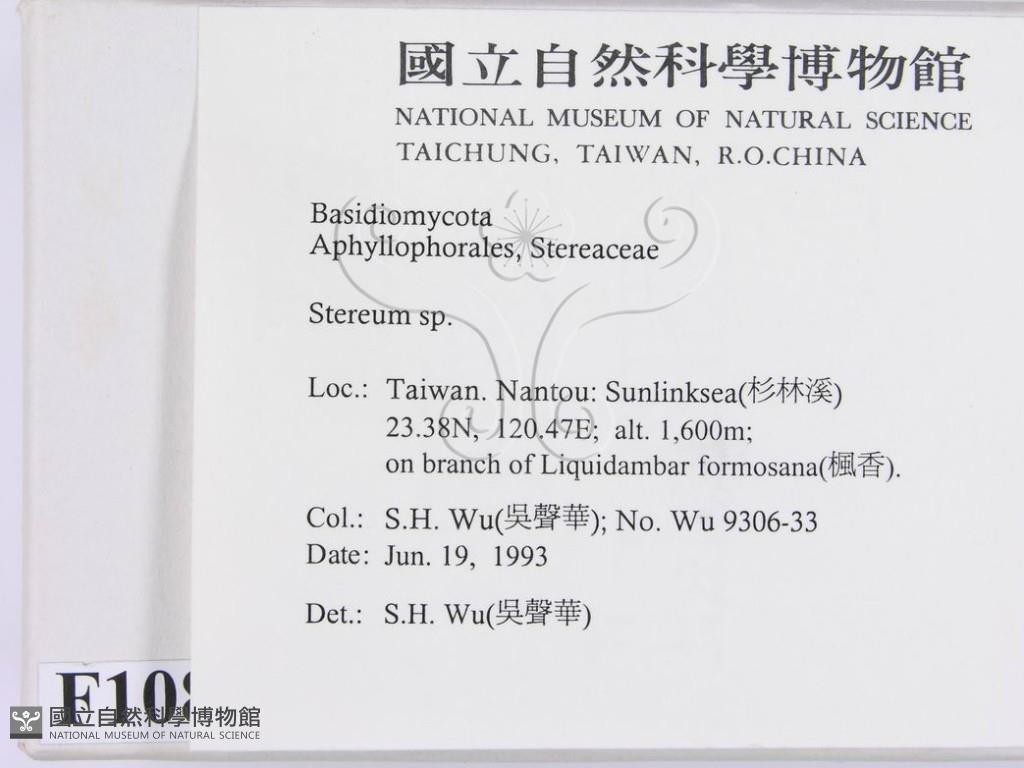 國立自然科學博物館
NATIONAL MUSEUM OF NATURAL SCIENCE
TAICHUNG, TAIWAN, R.O.CHINA
Basidiomycota
Aphyllophorales, Stereaceae
Stereum sp.
Loc.: Taiwan. Nantou: Sunlinksea(杉林溪)
23.38N, 120.47E; alt. 1,600m;
on branch of Liquidambar formosana(楓香).
Col.: S.H. Wu(吳聲華); No. Wu 9306-33
Date: Jun. 19, 1993
Det.: S.H. Wu(吳聲華)
國立自然科學博物館
NATIONAL MUSEUM OF NATURAL SCIENCE